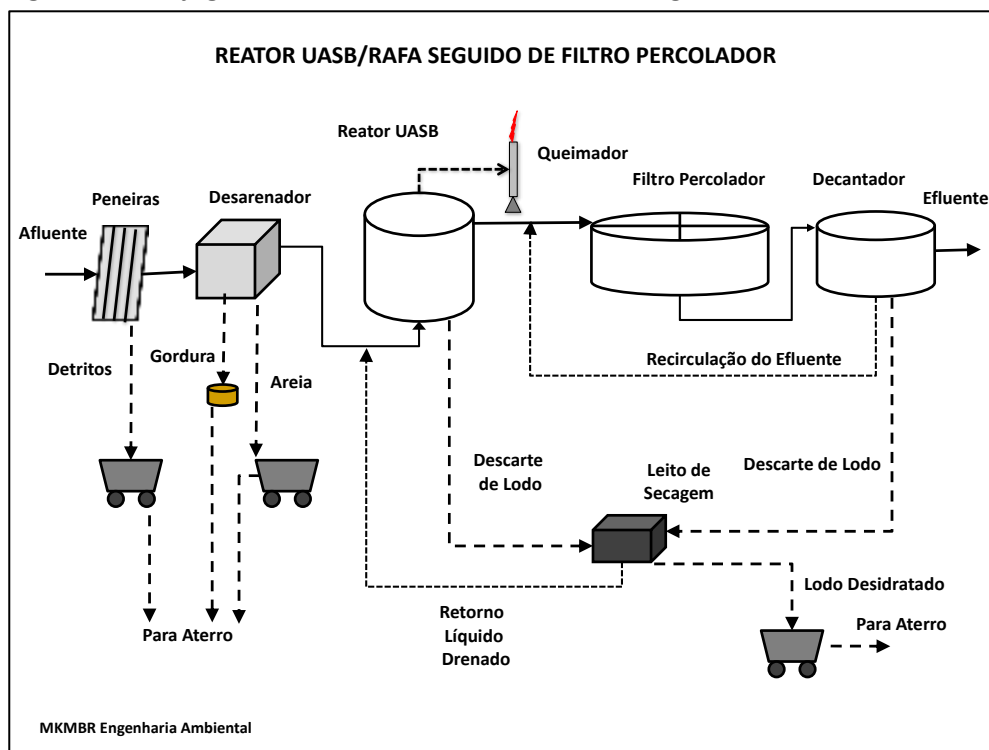 REATOR UASB/RAFA SEGUIDO DE FILTRO PERCOLADOR
Reator UASB
Queimador
Filtro Percolador
Decantador
Efluente
Peneiras
Desarenador
Afluente
Detritos
Gordura
Areia
Recirculação do Efluente
Descarte
de Lodo
Leito de
Secagem
Descarte de Lodo
Lodo Desidratado
Para Aterro
Retorno
Líquido
Drenado
Para Aterro
MKMBR Engenharia Ambiental